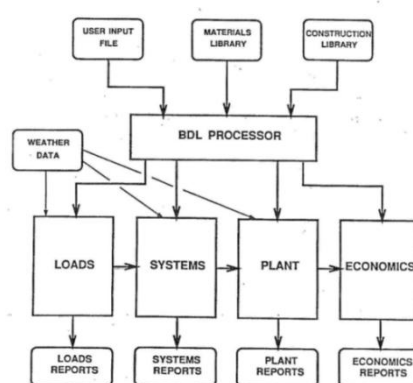 USER INPUT
FILE
MATERIALS
LIBRARY
CONSTRUCTION
LIBRARY
BDL PROCESSOR
WEATHER
DATA
LOADS
SYSTEMS
PLANT
ECONOMICS
LOADS
REPORTS
SYSTEMS
REPORTS
PLANT
REPORTS
ECONOMICS
REPORTS